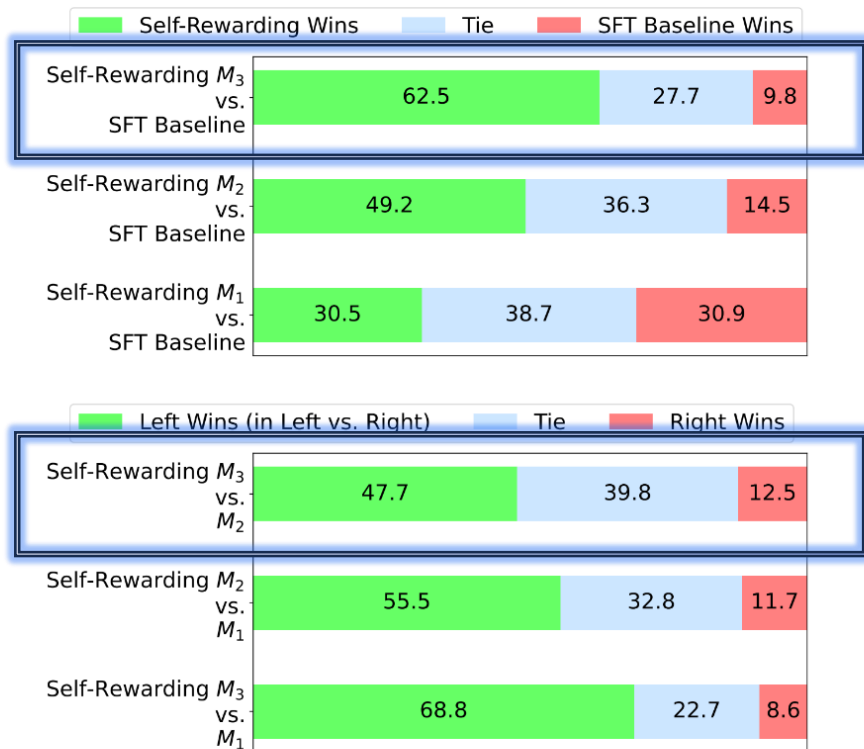 Self-Rewarding Wins Tie SFT Baseline Wins
Self-Rewarding M₃
vs.
SFT Baseline
62.5 27.7 9.8
Self-Rewarding M₂
vs.
SFT Baseline
49.2 36.3 14.5
Self-Rewarding M₁
vs.
SFT Baseline
30.5 38.7 30.9
Left Wins (in Left vs. Right) Tie Right Wins
Self-Rewarding M₃
vs.
M₂
47.7 39.8 12.5
Self-Rewarding M₂
vs.
M₁
55.5 32.8 11.7
Self-Rewarding M₃
vs.
M₁
68.8 22.7 8.6